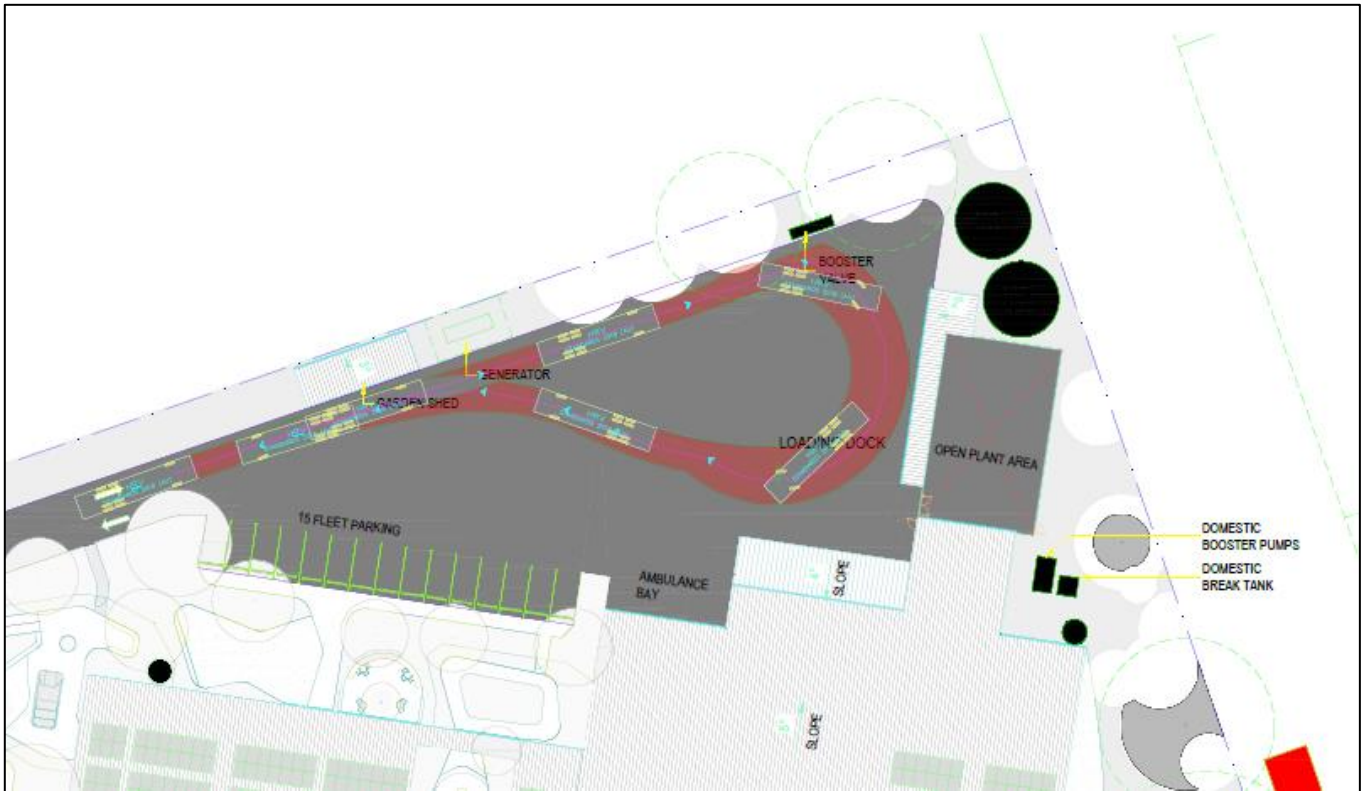 BOOSTER
VALVE
GENERATOR
GARDEN SHED
LOADING DOCK
OPEN PLANT AREA
15 FLEET PARKING
AMBULANCE
BAY
SLOPE
DOMESTIC
BOOSTER PUMPS
DOMESTIC
BREAK TANK
SLOPE